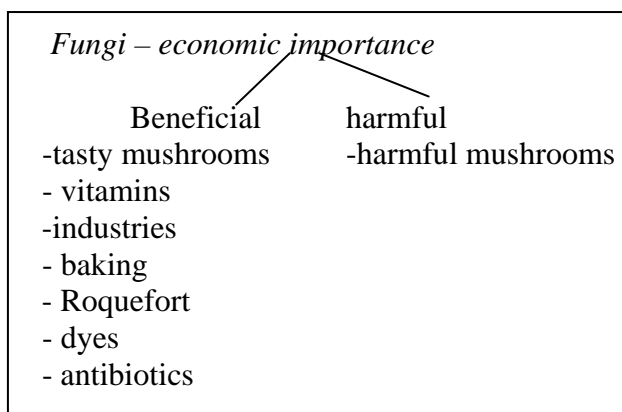 Fungi – economic importance
Beneficial harmful
-tasty mushrooms -harmful mushrooms
- vitamins
-industries
- baking
- Roquefort
- dyes
- antibiotics